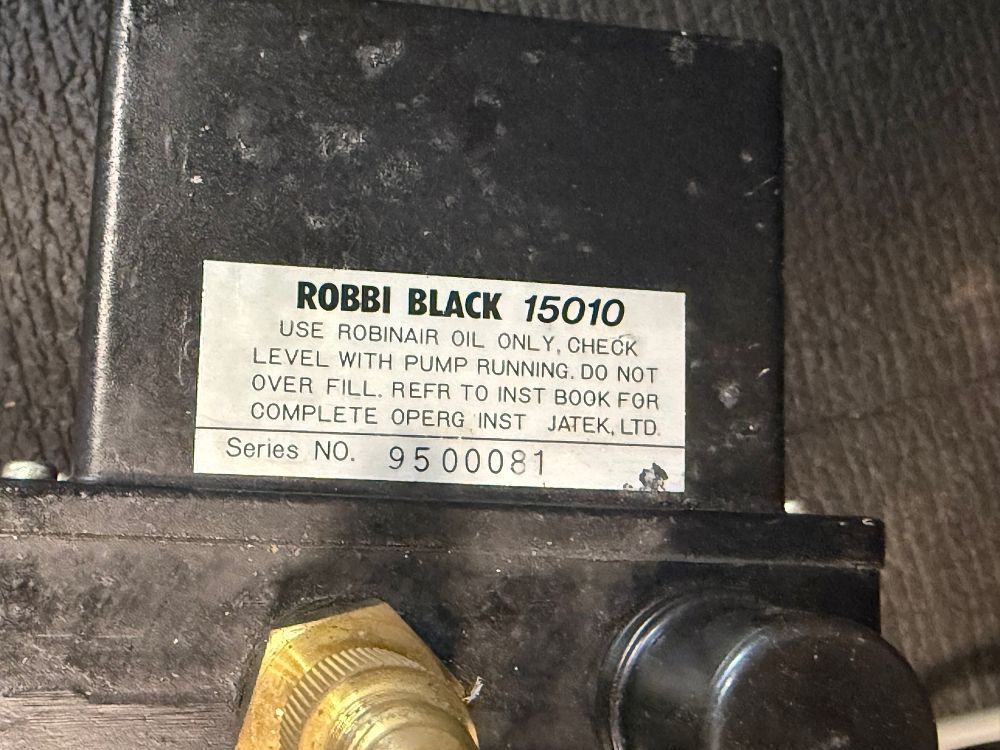 ROBBI BLACK 15010
USE ROBINAIR OIL ONLY, CHECK
LEVEL WITH PUMP RUNNING. DO NOT
OVER FILL. REFR TO INST BOOK FOR
COMPLETE OPERG INST JATEK, LTD.
Series NO. 9500081